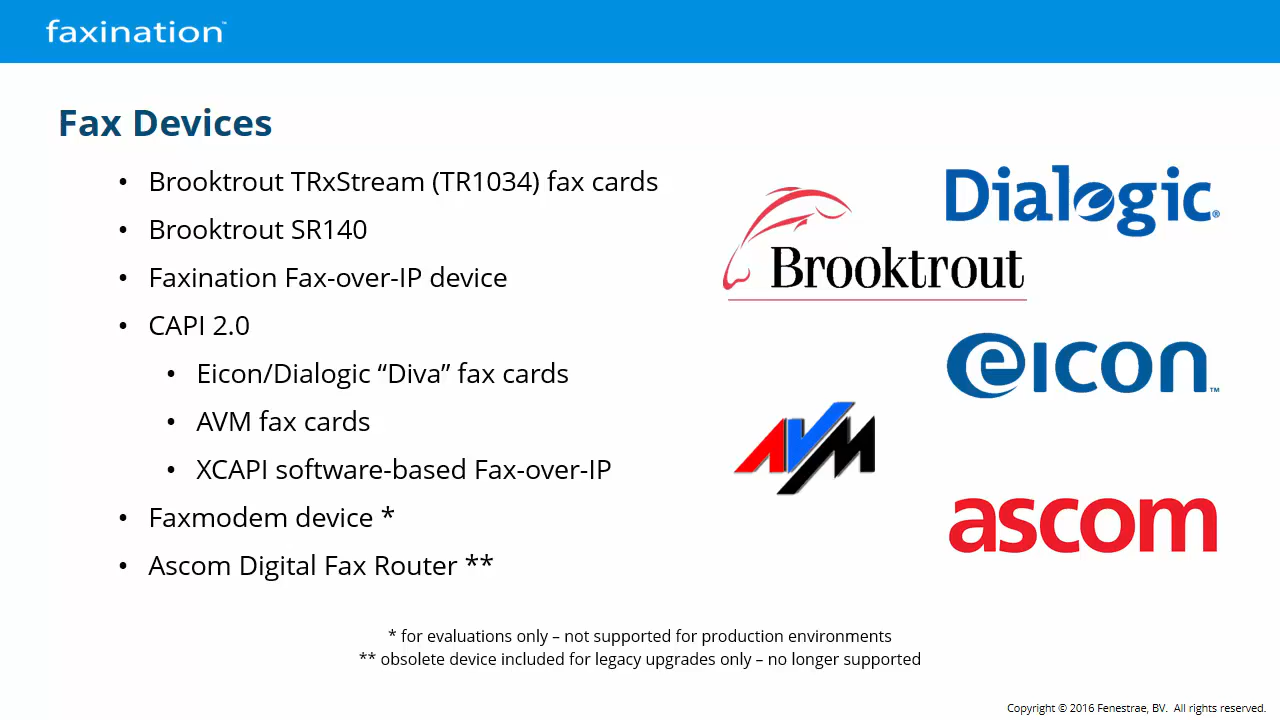 faxination™
Fax Devices
• Brooktrout TRxStream (TR1034) fax cards
• Brooktrout SR140
• Faxination Fax-over-IP device
• CAPI 2.0
• Eicon/Dialogic “Diva” fax cards
• AVM fax cards
• XCAPI software-based Fax-over-IP
• Faxmodem device *
• Ascom Digital Fax Router **
Dialogic®
Brooktrout
eicon™
AVM
ascom
* for evaluations only – not supported for production environments
** obsolete device included for legacy upgrades only – no longer supported
Copyright © 2016 Fenestrae, BV. All rights reserved.